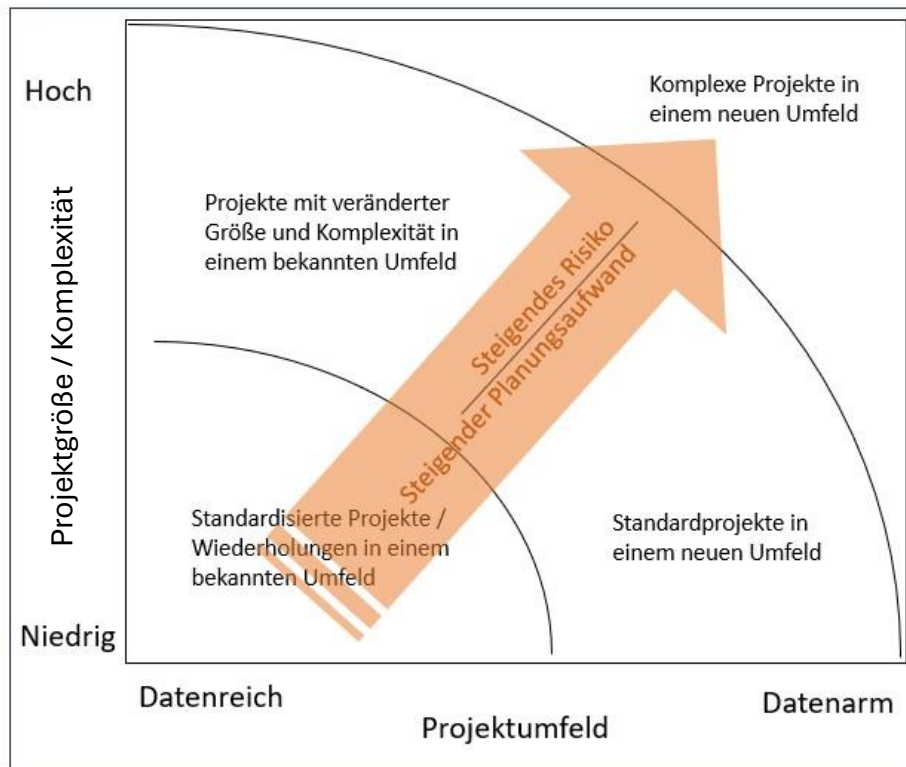 Hoch
Komplexe Projekte in
einem neuen Umfeld
Projektgröße / Komplexität
Projekte mit veränderter
Größe und Komplexität in
einem bekannten Umfeld
Steigendes Risiko
Steigender Planungsaufwand
Standardisierte Projekte /
Wiederholungen in einem
bekannten Umfeld
Standardprojekte in
einem neuen Umfeld
Niedrig
Datenreich
Projektumfeld
Datenarm